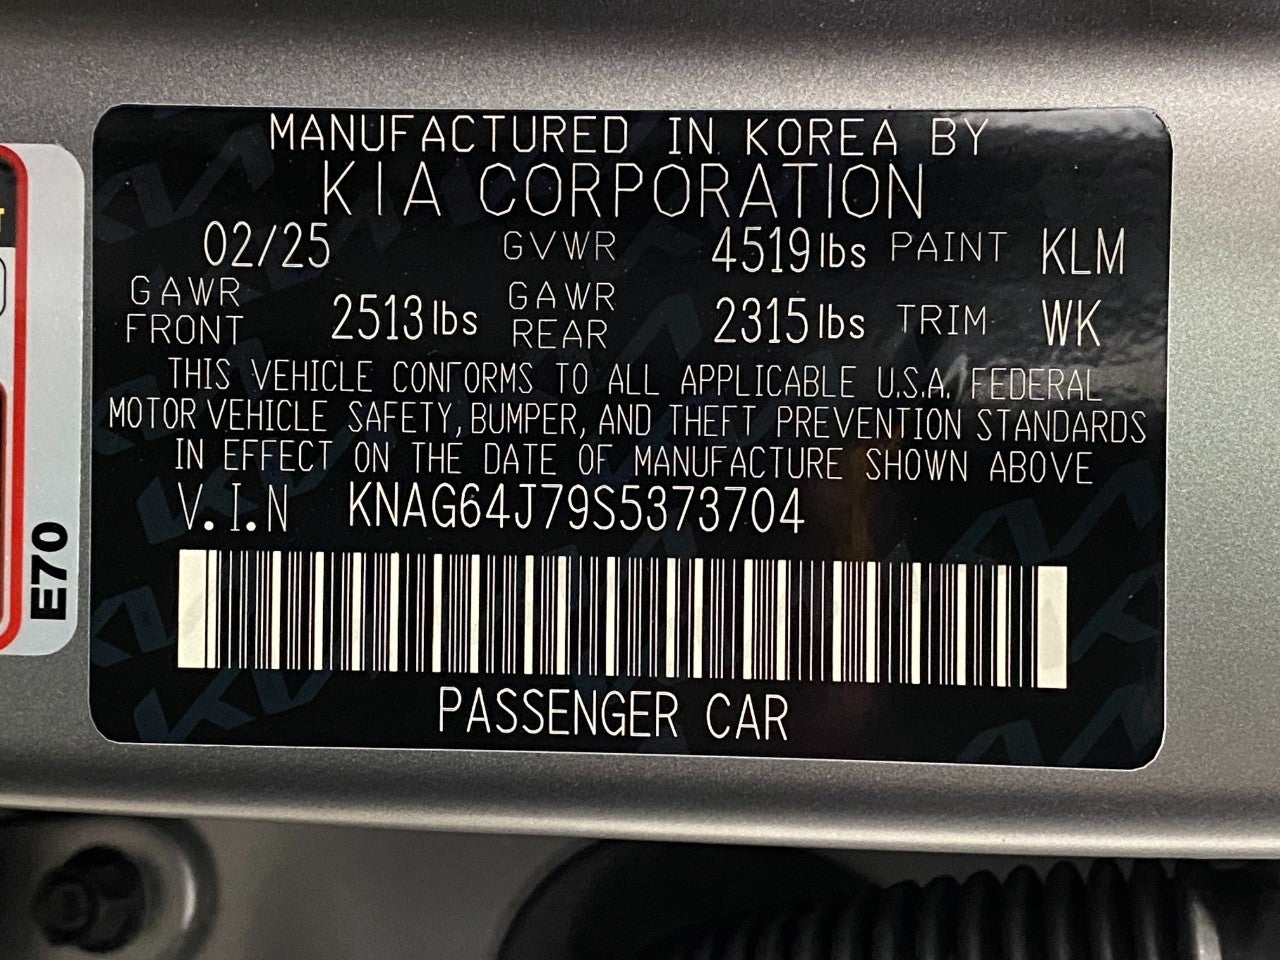 MANUFACTURED IN KOREA BY
KIA CORPORATION
02/25 GVWR 4519 lbs PAINT KLM
GAWR FRONT 2513 lbs GAWR REAR 2315 lbs TRIM WK
THIS VEHICLE CONFORMS TO ALL APPLICABLE U.S.A. FEDERAL
MOTOR VEHICLE SAFETY, BUMPER, AND THEFT PREVENTION STANDARDS
IN EFFECT ON THE DATE OF MANUFACTURE SHOWN ABOVE
V.I.N KNAG64J79S5373704
PASSENGER CAR
E70